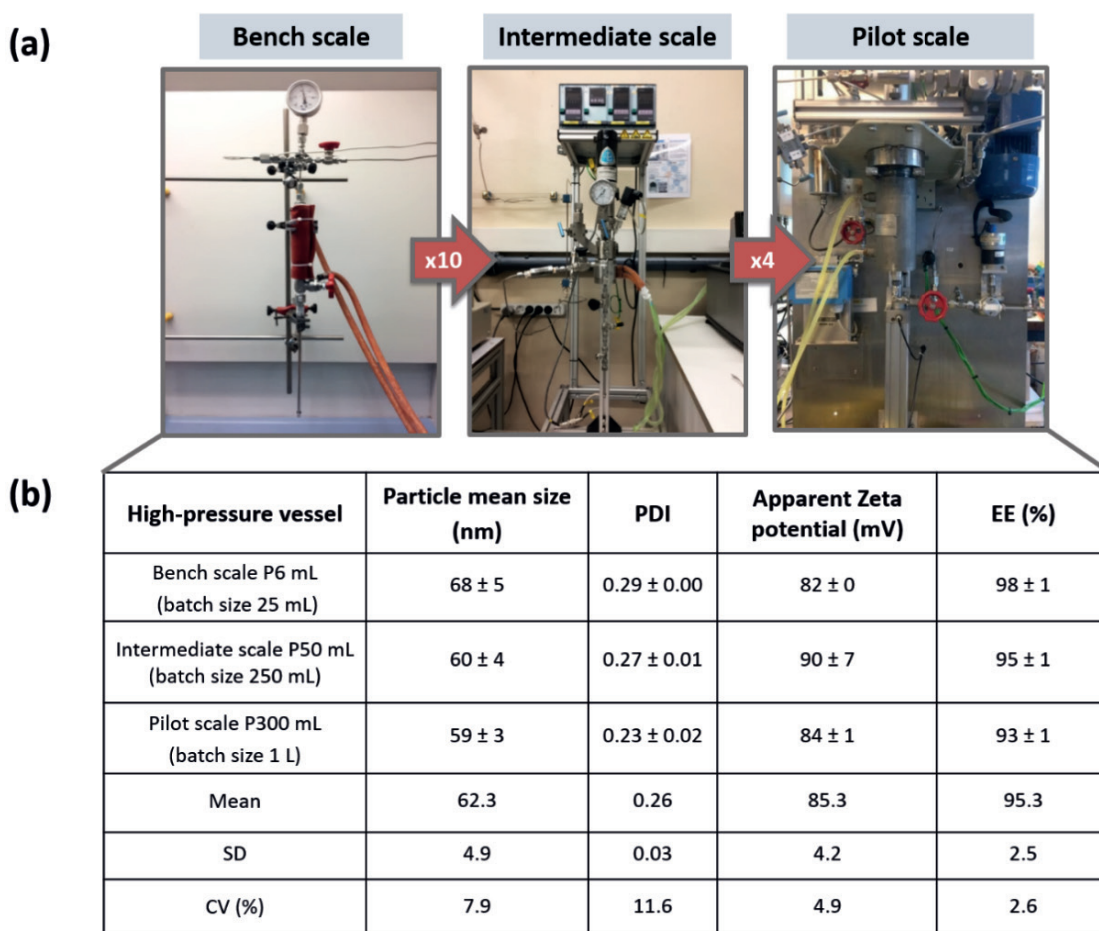 (a)
Bench scale
Intermediate scale
Pilot scale
x10
x4
(b)
High-pressure vessel
Particle mean size
(nm)
PDI
Apparent Zeta
potential (mV)
EE (%)
Bench scale P6 mL
(batch size 25 mL)
68 ± 5
0.29 ± 0.00
82 ± 0
98 ± 1
Intermediate scale P50 mL
(batch size 250 mL)
60 ± 4
0.27 ± 0.01
90 ± 7
95 ± 1
Pilot scale P300 mL
(batch size 1 L)
59 ± 3
0.23 ± 0.02
84 ± 1
93 ± 1
Mean
62.3
0.26
85.3
95.3
SD
4.9
0.03
4.2
2.5
CV (%)
7.9
11.6
4.9
2.6